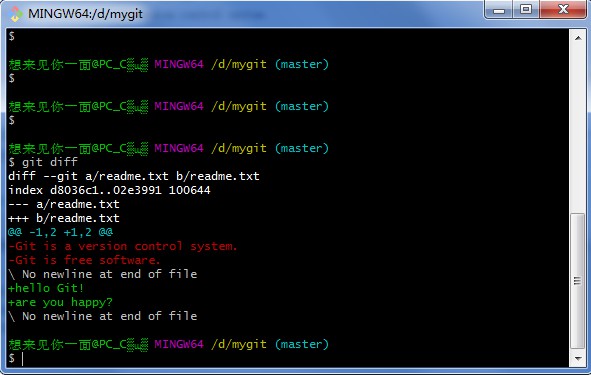 MINGW64:/d/mygit
$
想来见你一面@PC_C▒ц▒ MINGW64 /d/mygit (master)
$
想来见你一面@PC_C▒ц▒ MINGW64 /d/mygit (master)
$
想来见你一面@PC_C▒ц▒ MINGW64 /d/mygit (master)
$ git diff
diff --git a/readme.txt b/readme.txt
index d8036c1..02e3991 100644
--- a/readme.txt
+++ b/readme.txt
@@ -1,2 +1,2 @@
-Git is a version control system.
-Git is free software.
\ No newline at end of file
+hello Git!
+are you happy?
\ No newline at end of file
想来见你一面@PC_C▒ц▒ MINGW64 /d/mygit (master)
$